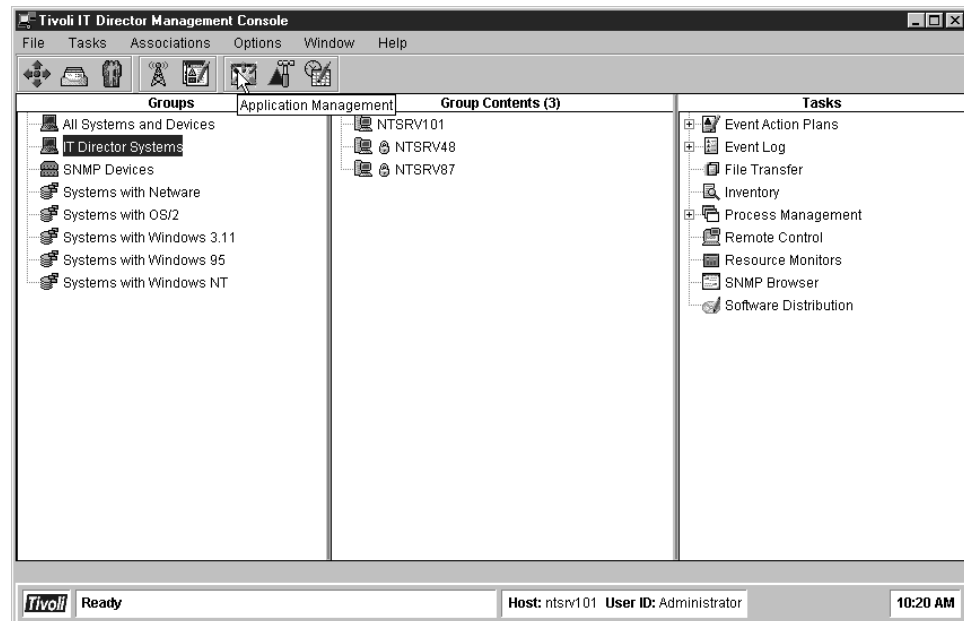 Tivoli IT Director Management Console
File Tasks Associations Options Window Help
Application Management
Groups
All Systems and Devices
IT Director Systems
SNMP Devices
Systems with Netware
Systems with OS/2
Systems with Windows 3.11
Systems with Windows 95
Systems with Windows NT
Group Contents (3)
NTSRV101
NTSRV48
NTSRV87
Tasks
Event Action Plans
Event Log
File Transfer
Inventory
Process Management
Remote Control
Resource Monitors
SNMP Browser
Software Distribution
Tivoli Ready Host: ntsrv101 User ID: Administrator 10:20 AM